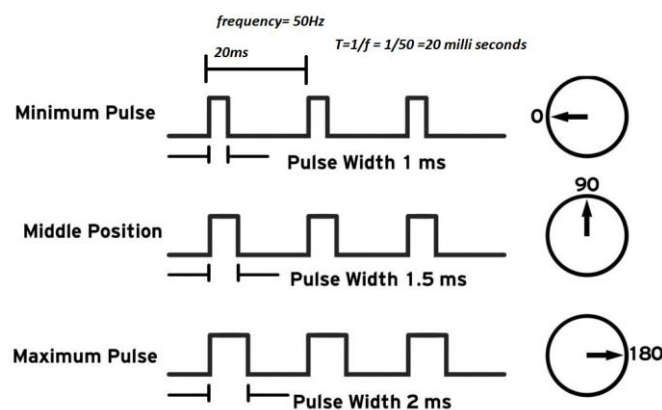 frequency= 50Hz
20ms
T=1/f = 1/50 =20 milli seconds
Minimum Pulse
0
Pulse Width 1 ms
90
Middle Position
Pulse Width 1.5 ms
Maximum Pulse
180
Pulse Width 2 ms